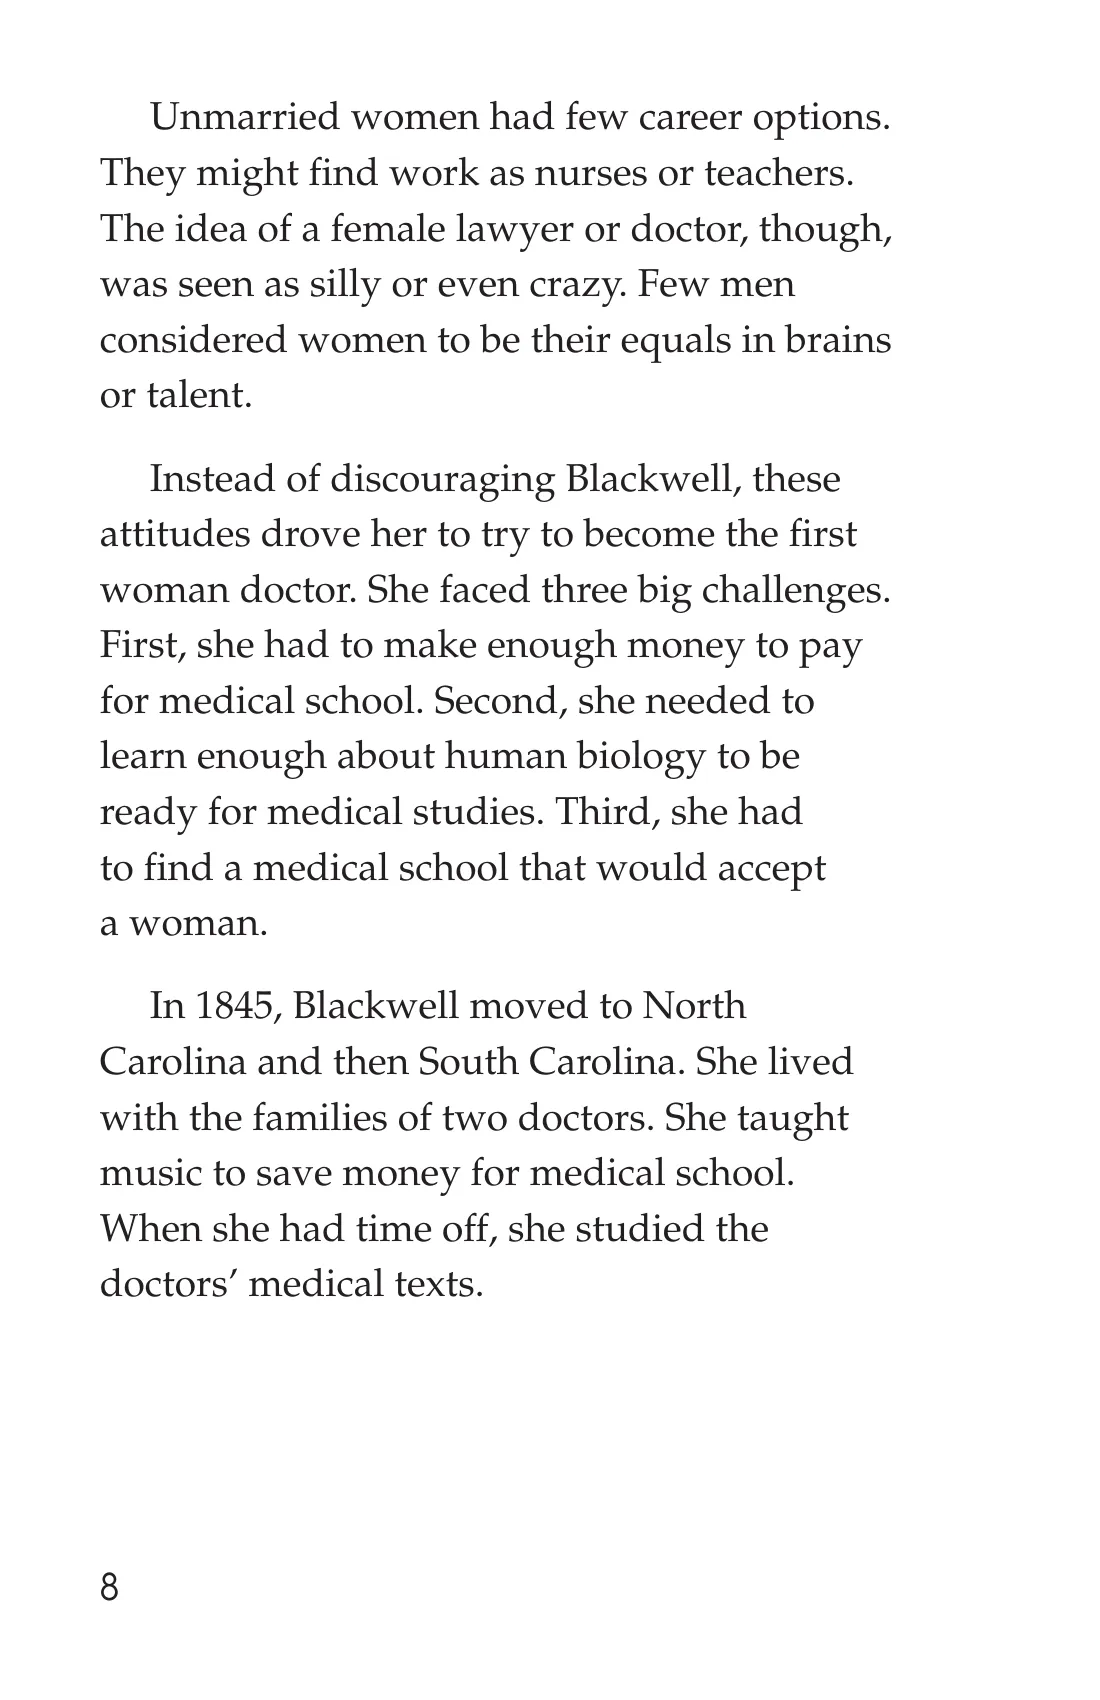 Unmarried women had few career options.
They might find work as nurses or teachers.
The idea of a female lawyer or doctor, though,
was seen as silly or even crazy. Few men
considered women to be their equals in brains
or talent.
Instead of discouraging Blackwell, these
attitudes drove her to try to become the first
woman doctor. She faced three big challenges.
First, she had to make enough money to pay
for medical school. Second, she needed to
learn enough about human biology to be
ready for medical studies. Third, she had
to find a medical school that would accept
a woman.
In 1845, Blackwell moved to North
Carolina and then South Carolina. She lived
with the families of two doctors. She taught
music to save money for medical school.
When she had time off, she studied the
doctors’ medical texts.
8